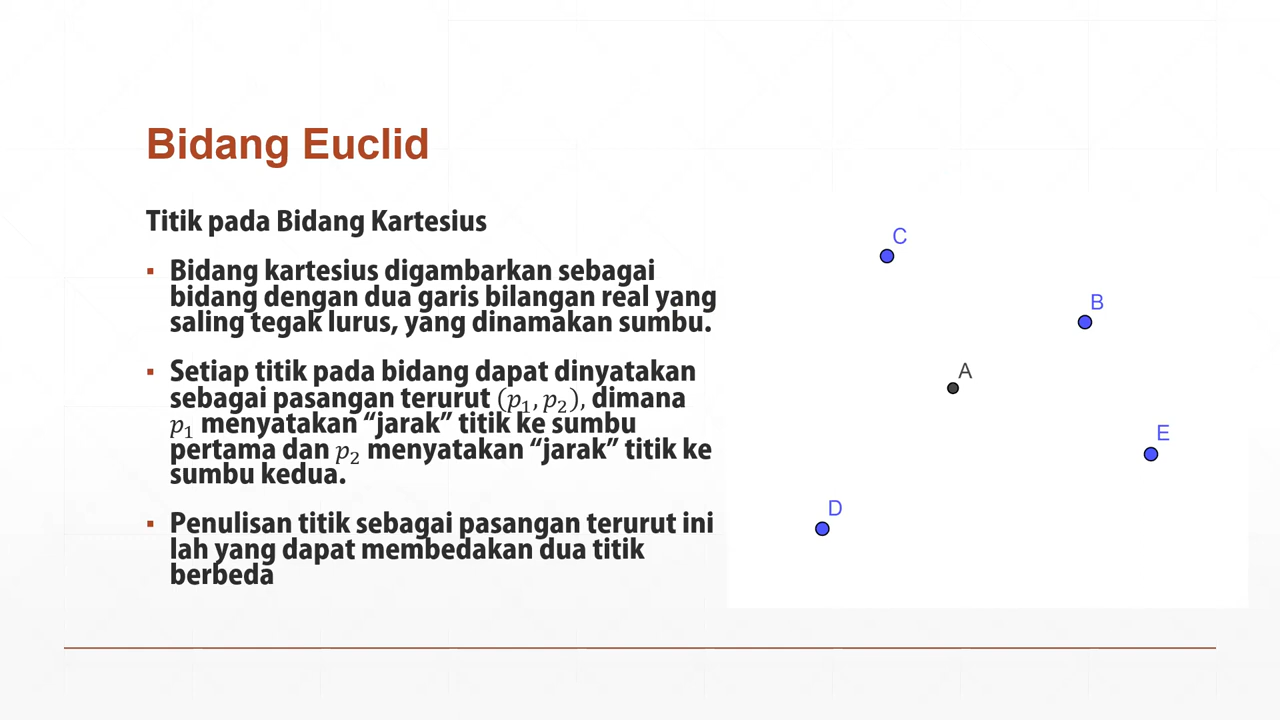 Bidang Euclid
Titik pada Bidang Kartesius
▪ Bidang kartesius digambarkan sebagai
bidang dengan dua garis bilangan real yang
saling tegak lurus, yang dinamakan sumbu.
▪ Setiap titik pada bidang dapat dinyatakan
sebagai pasangan terurut (p₁, p₂), dimana
p₁ menyatakan “jarak” titik ke sumbu
pertama dan p₂ menyatakan “jarak” titik ke
sumbu kedua.
▪ Penulisan titik sebagai pasangan terurut ini
lah yang dapat membedakan dua titik
berbeda
C
B
A
E
D